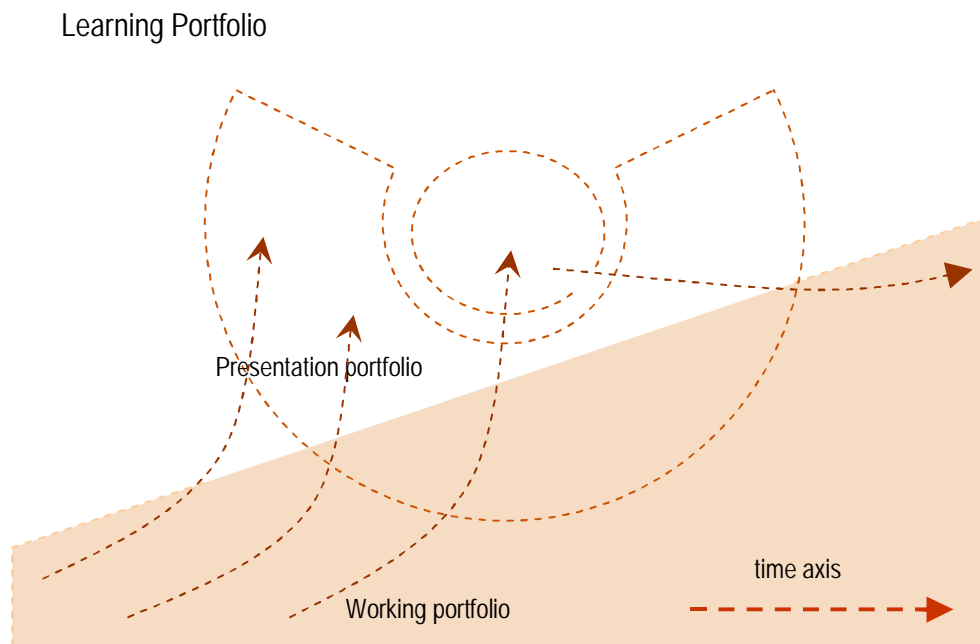 Learning Portfolio
Presentation portfolio
time axis
Working portfolio